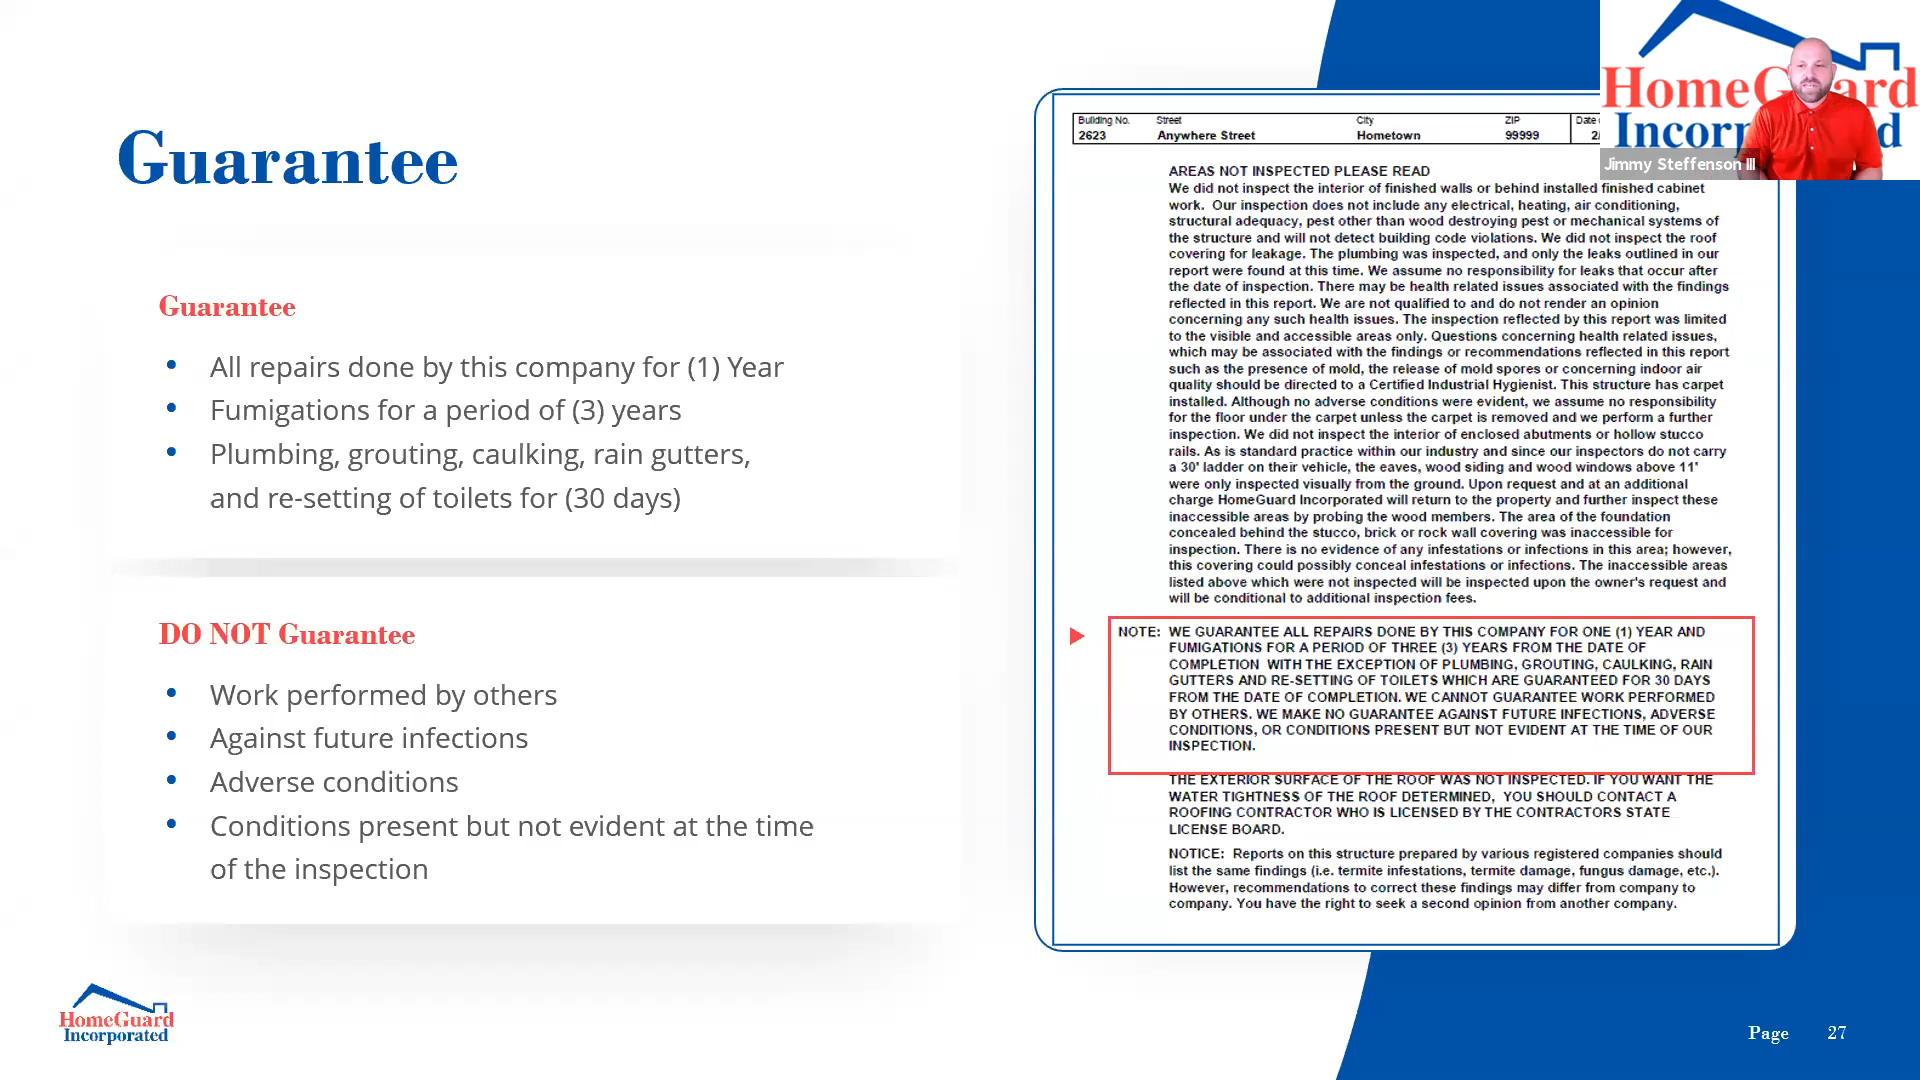 Guarantee
Guarantee
• All repairs done by this company for (1) Year
• Fumigations for a period of (3) years
• Plumbing, grouting, caulking, rain gutters,
and re-setting of toilets for (30 days)
DO NOT Guarantee
• Work performed by others
• Against future infections
• Adverse conditions
• Conditions present but not evident at the time
of the inspection
HomeGuard
Incorporated
Building No. Street City ZIP Date
2623 Anywhere Street Hometown 99999
AREAS NOT INSPECTED PLEASE READ
We did not inspect the interior of finished walls or behind installed finished cabinet
work. Our inspection does not include any electrical, heating, air conditioning,
structural adequacy, pest other than wood destroying pest or mechanical systems of
the structure and will not detect building code violations. We did not inspect the roof
covering for leakage. The plumbing was inspected, and only the leaks outlined in our
report were found at this time. We assume no responsibility for leaks that occur after
the date of inspection. There may be health related issues associated with the findings
reflected in this report. We are not qualified to and do not render an opinion
concerning any such health issues. The inspection reflected by this report was limited
to the visible and accessible areas only. Questions concerning health related issues,
which may be associated with the findings or recommendations reflected in this report
such as the presence of mold, the release of mold spores or concerning indoor air
quality should be directed to a Certified Industrial Hygienist. This structure has carpet
installed. Although no adverse conditions were evident, we assume no responsibility
for the floor under the carpet unless the carpet is removed and we perform a further
inspection. We did not inspect the interior of enclosed abutments or hollow stucco
rails. As is standard practice within our industry and since our inspectors do not carry
a 30' ladder on their vehicle, the eaves, wood siding and wood windows above 11'
were only inspected visually from the ground. Upon request and at an additional
charge HomeGuard Incorporated will return to the property and further inspect these
inaccessible areas by probing the wood members. The area of the foundation
concealed behind the stucco, brick or rock wall covering was inaccessible for
inspection. There is no evidence of any infestations or infections in this area; however,
this covering could possibly conceal infestations or infections. The inaccessible areas
listed above which were not inspected will be inspected upon the owner's request and
will be conditional to additional inspection fees.
NOTE: WE GUARANTEE ALL REPAIRS DONE BY THIS COMPANY FOR ONE (1) YEAR AND
FUMIGATIONS FOR A PERIOD OF THREE (3) YEARS FROM THE DATE OF
COMPLETION WITH THE EXCEPTION OF PLUMBING, GROUTING, CAULKING, RAIN
GUTTERS AND RE-SETTING OF TOILETS WHICH ARE GUARANTEED FOR 30 DAYS
FROM THE DATE OF COMPLETION. WE CANNOT GUARANTEE WORK PERFORMED
BY OTHERS. WE MAKE NO GUARANTEE AGAINST FUTURE INFECTIONS, ADVERSE
CONDITIONS, OR CONDITIONS PRESENT BUT NOT EVIDENT AT THE TIME OF OUR
INSPECTION.
THE EXTERIOR SURFACE OF THE ROOF WAS NOT INSPECTED. IF YOU WANT THE
WATER TIGHTNESS OF THE ROOF DETERMINED, YOU SHOULD CONTACT A
ROOFING CONTRACTOR WHO IS LICENSED BY THE CONTRACTORS STATE
LICENSE BOARD.
NOTICE: Reports on this structure prepared by various registered companies should
list the same findings (i.e. termite infestations, termite damage, fungus damage, etc.).
However, recommendations to correct these findings may differ from company to
company. You have the right to seek a second opinion from another company.
Jimmy Steffenson III
Page 27